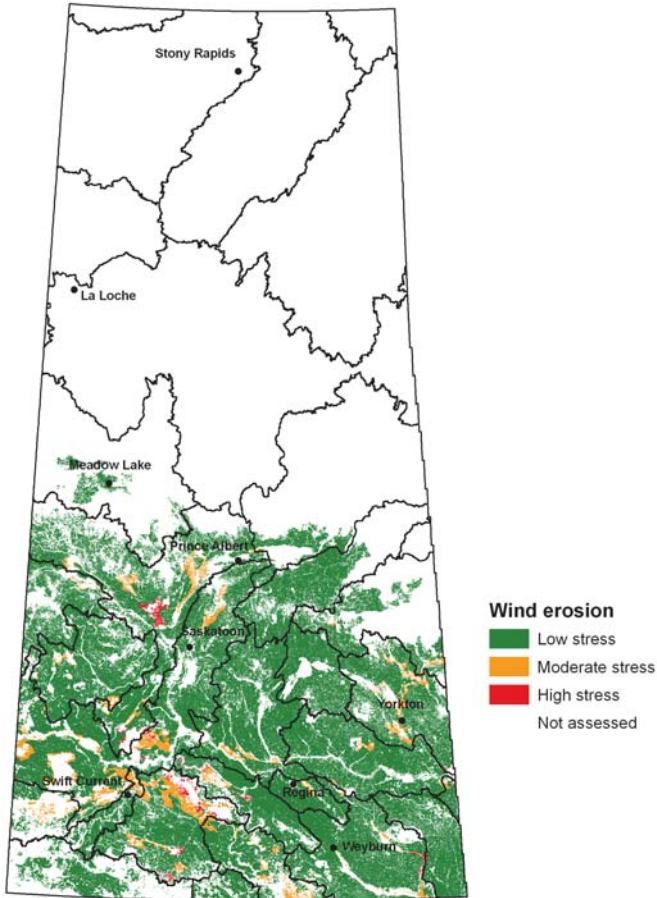 Stony Rapids
La Loche
Meadow Lake
Prince Albert
Saskatoon
Yorkton
Swift Current
Regina
Weyburn
Wind erosion
Low stress
Moderate stress
High stress
Not assessed